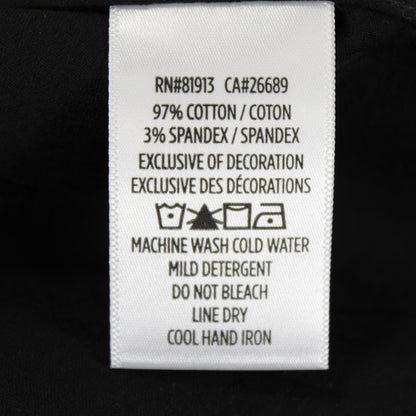 RN#81913 CA#26689
97% COTTON / COTON
3% SPANDEX / SPANDEX
EXCLUSIVE OF DECORATION
EXCLUSIVE DES DÉCORATIONS
MACHINE WASH COLD WATER
MILD DETERGENT
DO NOT BLEACH
LINE DRY
COOL HAND IRON